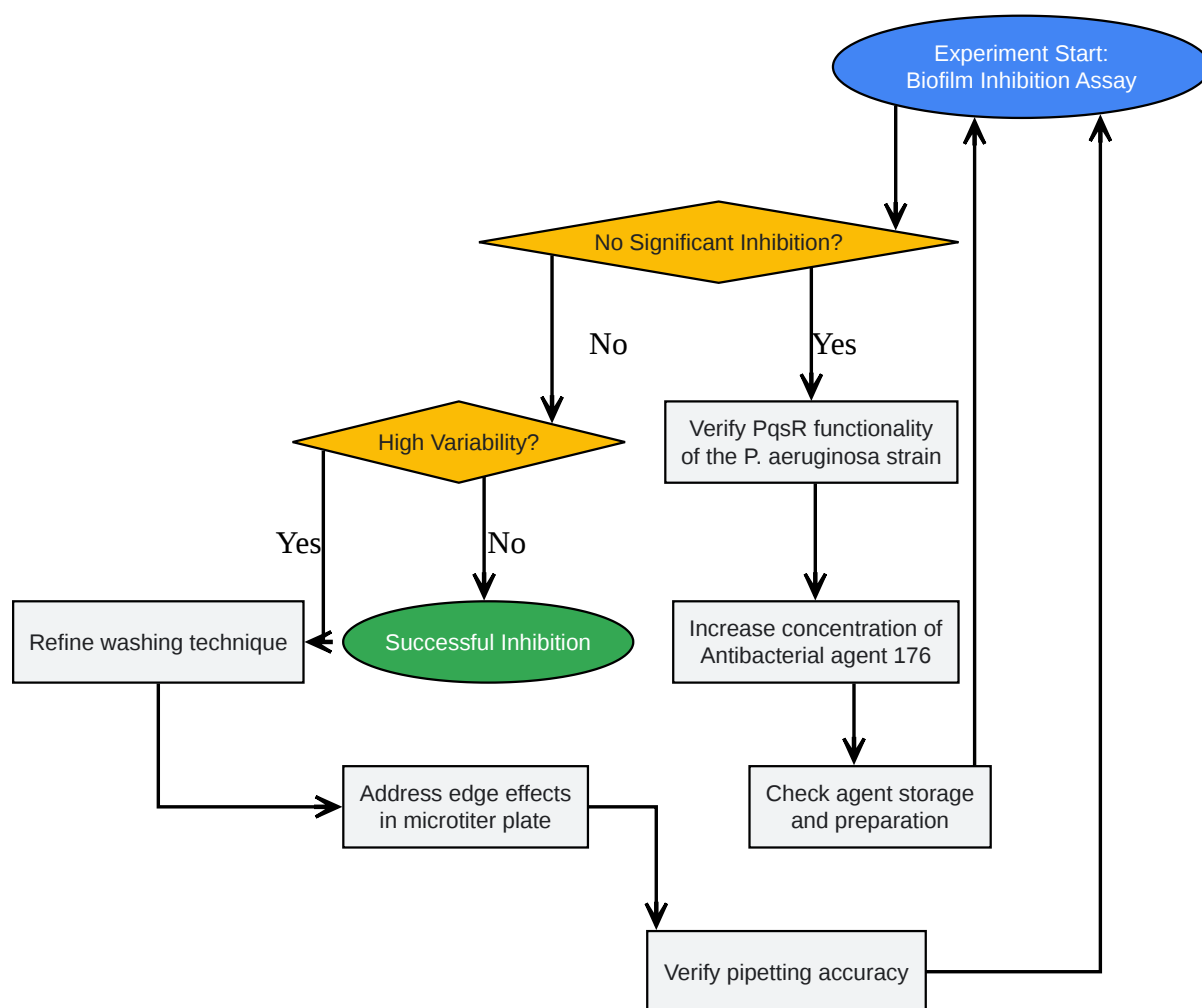 Experiment Start:
Biofilm Inhibition Assay
No Significant Inhibition?
No
Yes
High Variability?
Verify PqsR functionality
of the P. aeruginosa strain
Yes
No
Refine washing technique
Successful Inhibition
Increase concentration of
Antibacterial agent 176
Address edge effects
in microtiter plate
Check agent storage
and preparation
Verify pipetting accuracy